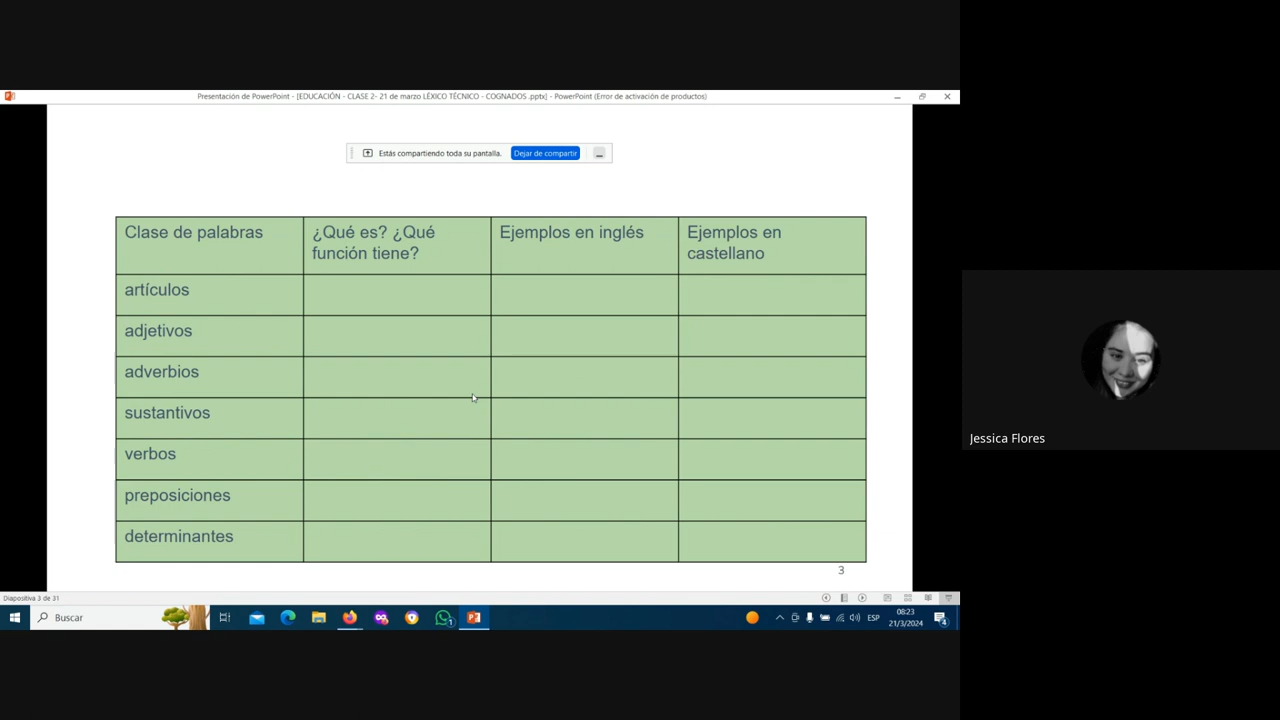 Presentación de PowerPoint - [EDUCACIÓN - CLASE 2- 21 de marzo LÉXICO TÉCNICO - COGNADOS .pptx] - PowerPoint (Error de activación de productos)
Estás compartiendo toda su pantalla. Dejar de compartir
Clase de palabras ¿Qué es? ¿Qué función tiene? Ejemplos en inglés Ejemplos en castellano
artículos
adjetivos
adverbios
sustantivos
verbos
preposiciones
determinantes
3
Jessica Flores
Diapositiva 3 de 31
Buscar
1
ESP
08:23
21/3/2024
4